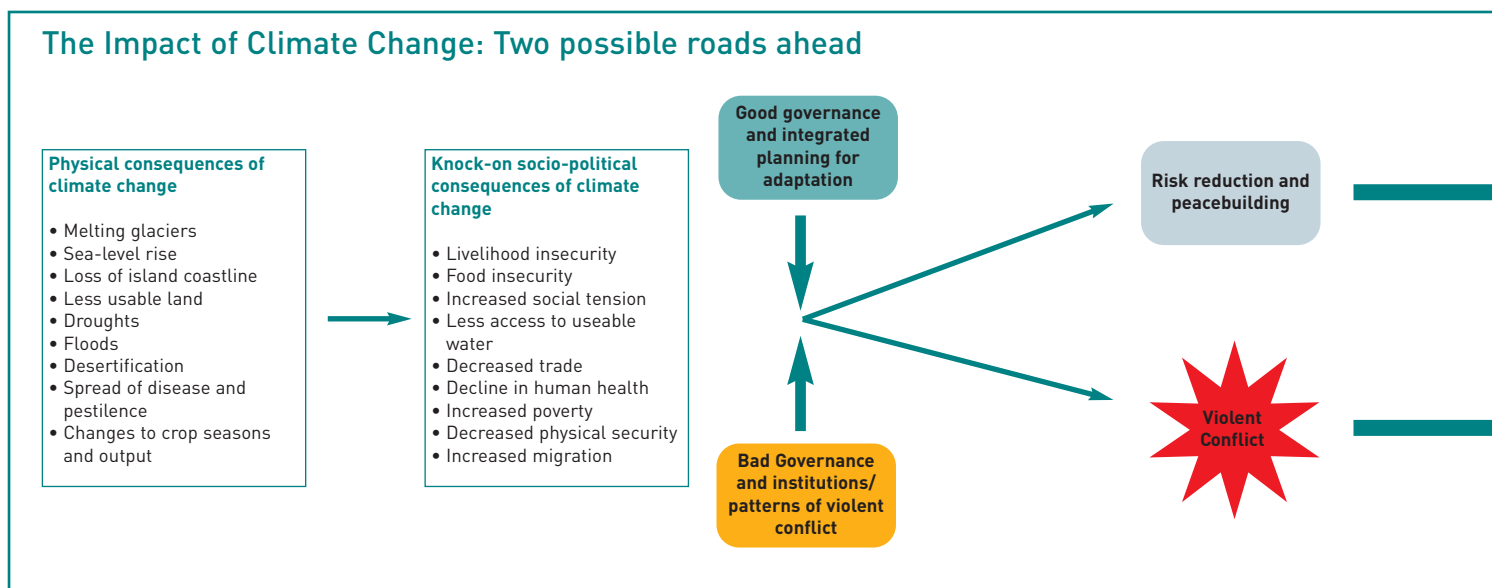 The Impact of Climate Change: Two possible roads ahead
Physical consequences of
climate change
• Melting glaciers
• Sea-level rise
• Loss of island coastline
• Less usable land
• Droughts
• Floods
• Desertification
• Spread of disease and
pestilence
• Changes to crop seasons
and output
Knock-on socio-political
consequences of climate
change
• Livelihood insecurity
• Food insecurity
• Increased social tension
• Less access to useable
water
• Decreased trade
• Decline in human health
• Increased poverty
• Decreased physical security
• Increased migration
Good governance
and integrated
planning for
adaptation
Bad Governance
and institutions/
patterns of violent
conflict
Risk reduction and
peacebuilding
Violent
Conflict